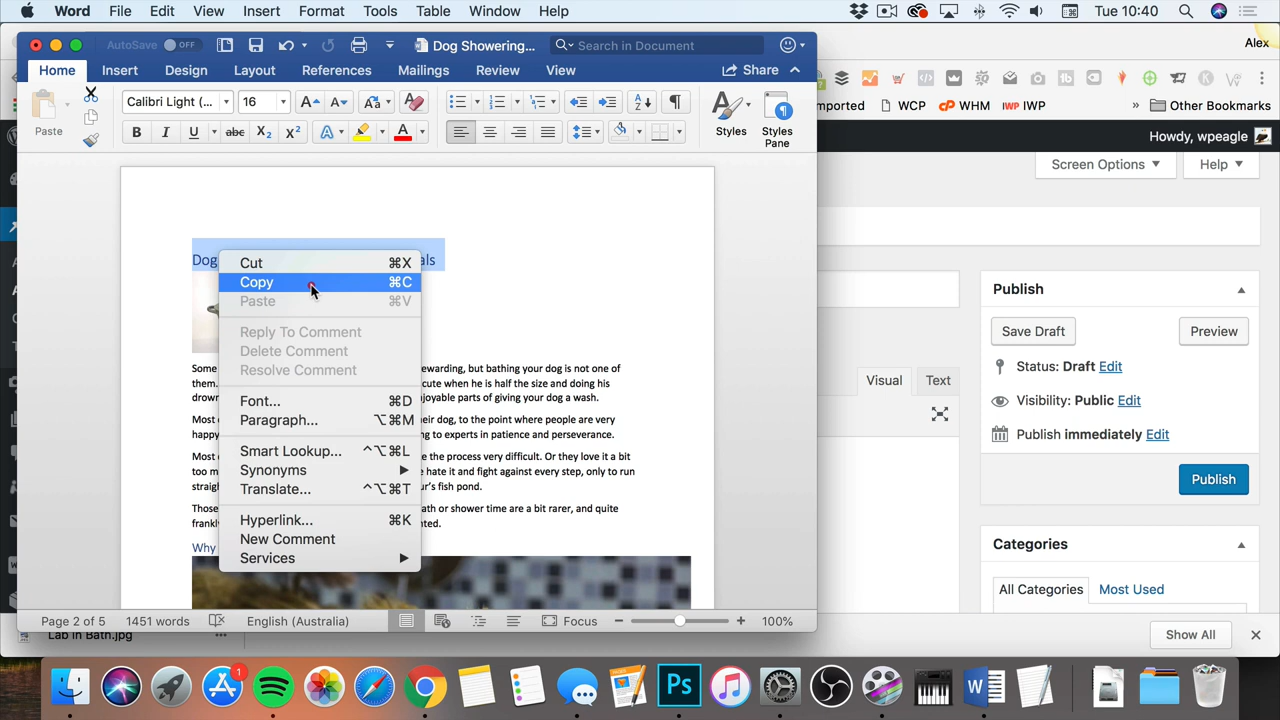 Word File Edit View Insert Format Tools Table Window Help Tue 10:40
AutoSave OFF Dog Showering... Search in Document
Alex
Home Insert Design Layout References Mailings Review View Share
mported WCP WHM IWP » Other Bookmarks
Paste Calibri Light (... 16 Styles Styles Pane
Howdy, wpeagle
Screen Options Help
Dog als
Cut ⌘X
Copy ⌘C
Paste ⌘V
Reply To Comment
Delete Comment
Resolve Comment
Font... ⌘D
Paragraph... ⌥⌘M
Smart Lookup... ^⌥⌘L
Synonyms
Translate... ^⌥⌘T
Hyperlink... ⌘K
New Comment
Services
Some ewarding, but bathing your dog is not one of
them. cute when he is half the size and doing his
drown joyable parts of giving your dog a wash.
Most eir dog, to the point where people are very
happy ng to experts in patience and perseverance.
Most e the process very difficult. Or they love it a bit
too m hate it and fight against every step, only to run
straigh ur's fish pond.
Those ath or shower time are a bit rarer, and quite
frankl nted.
Why
Publish
Save Draft Preview
Status: Draft Edit
Visibility: Public Edit
Publish immediately Edit
Publish
Visual Text
Categories
All Categories Most Used
Page 2 of 5 1451 words English (Australia) Focus 100%
Lab in Bath.jpg
Show All
1
Ps